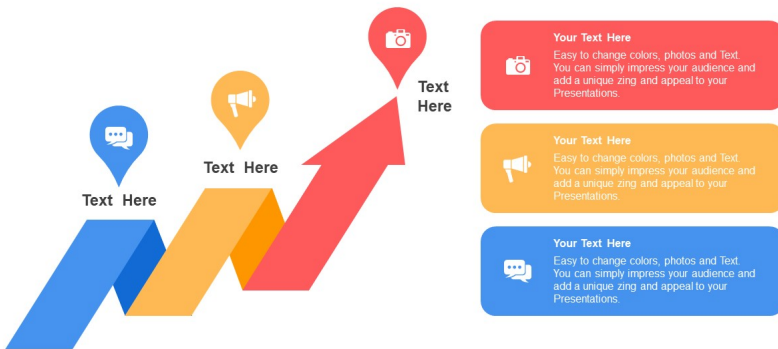 Text
Here
Text Here
Text Here
Your Text Here
Easy to change colors, photos and Text.
You can simply impress your audience and
add a unique zing and appeal to your
Presentations.
Your Text Here
Easy to change colors, photos and Text.
You can simply impress your audience and
add a unique zing and appeal to your
Presentations.
Your Text Here
Easy to change colors, photos and Text.
You can simply impress your audience and
add a unique zing and appeal to your
Presentations.